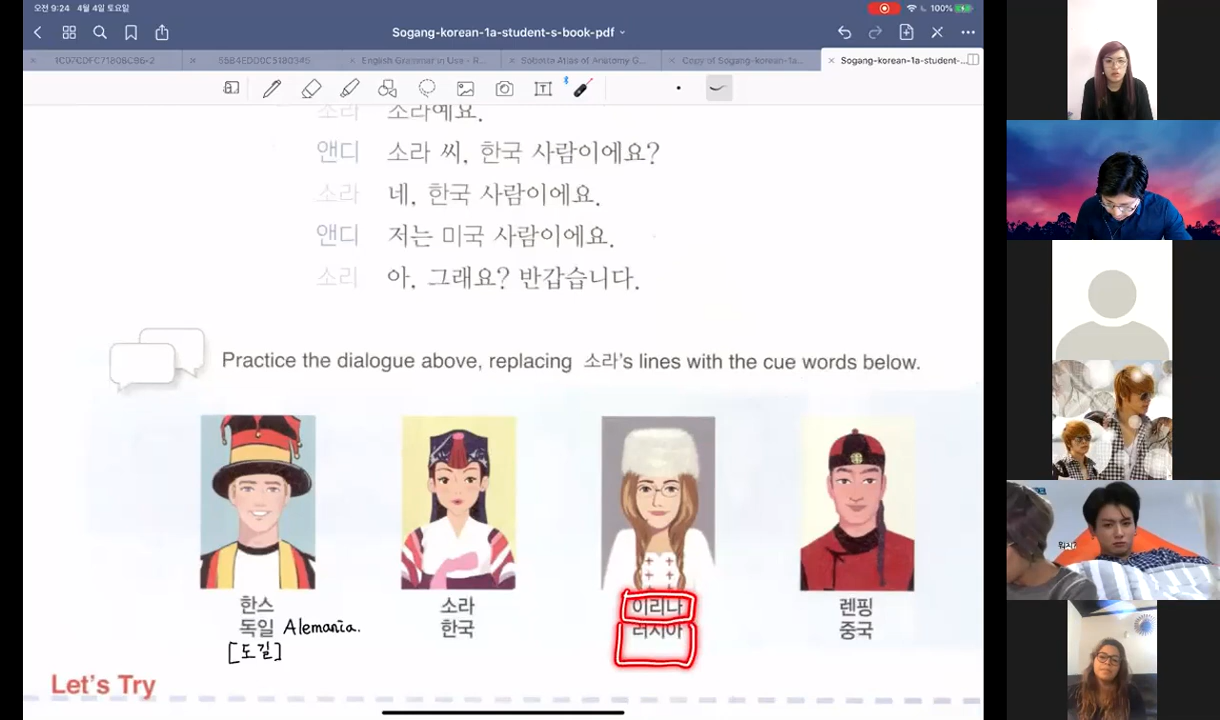 오전 9:24 4월 4일 토요일
100%
Sogang-korean-1a-student-s-book-pdf
English Grammar in Use - R...
Sobotta Atlas of Anatomy G...
Copy of Sogang-korean-1a...
Sogang-korean-1a-student-...
소라 소라예요.
앤디 소라 씨, 한국 사람이에요?
소라 네, 한국 사람이에요.
앤디 저는 미국 사람이에요.
소리 아, 그래요? 반갑습니다.
Practice the dialogue above, replacing 소라's lines with the cue words below.
한스
독일 Alemania.
[도길]
소라
한국
이리나
러시아
렌핑
중국
Let's Try